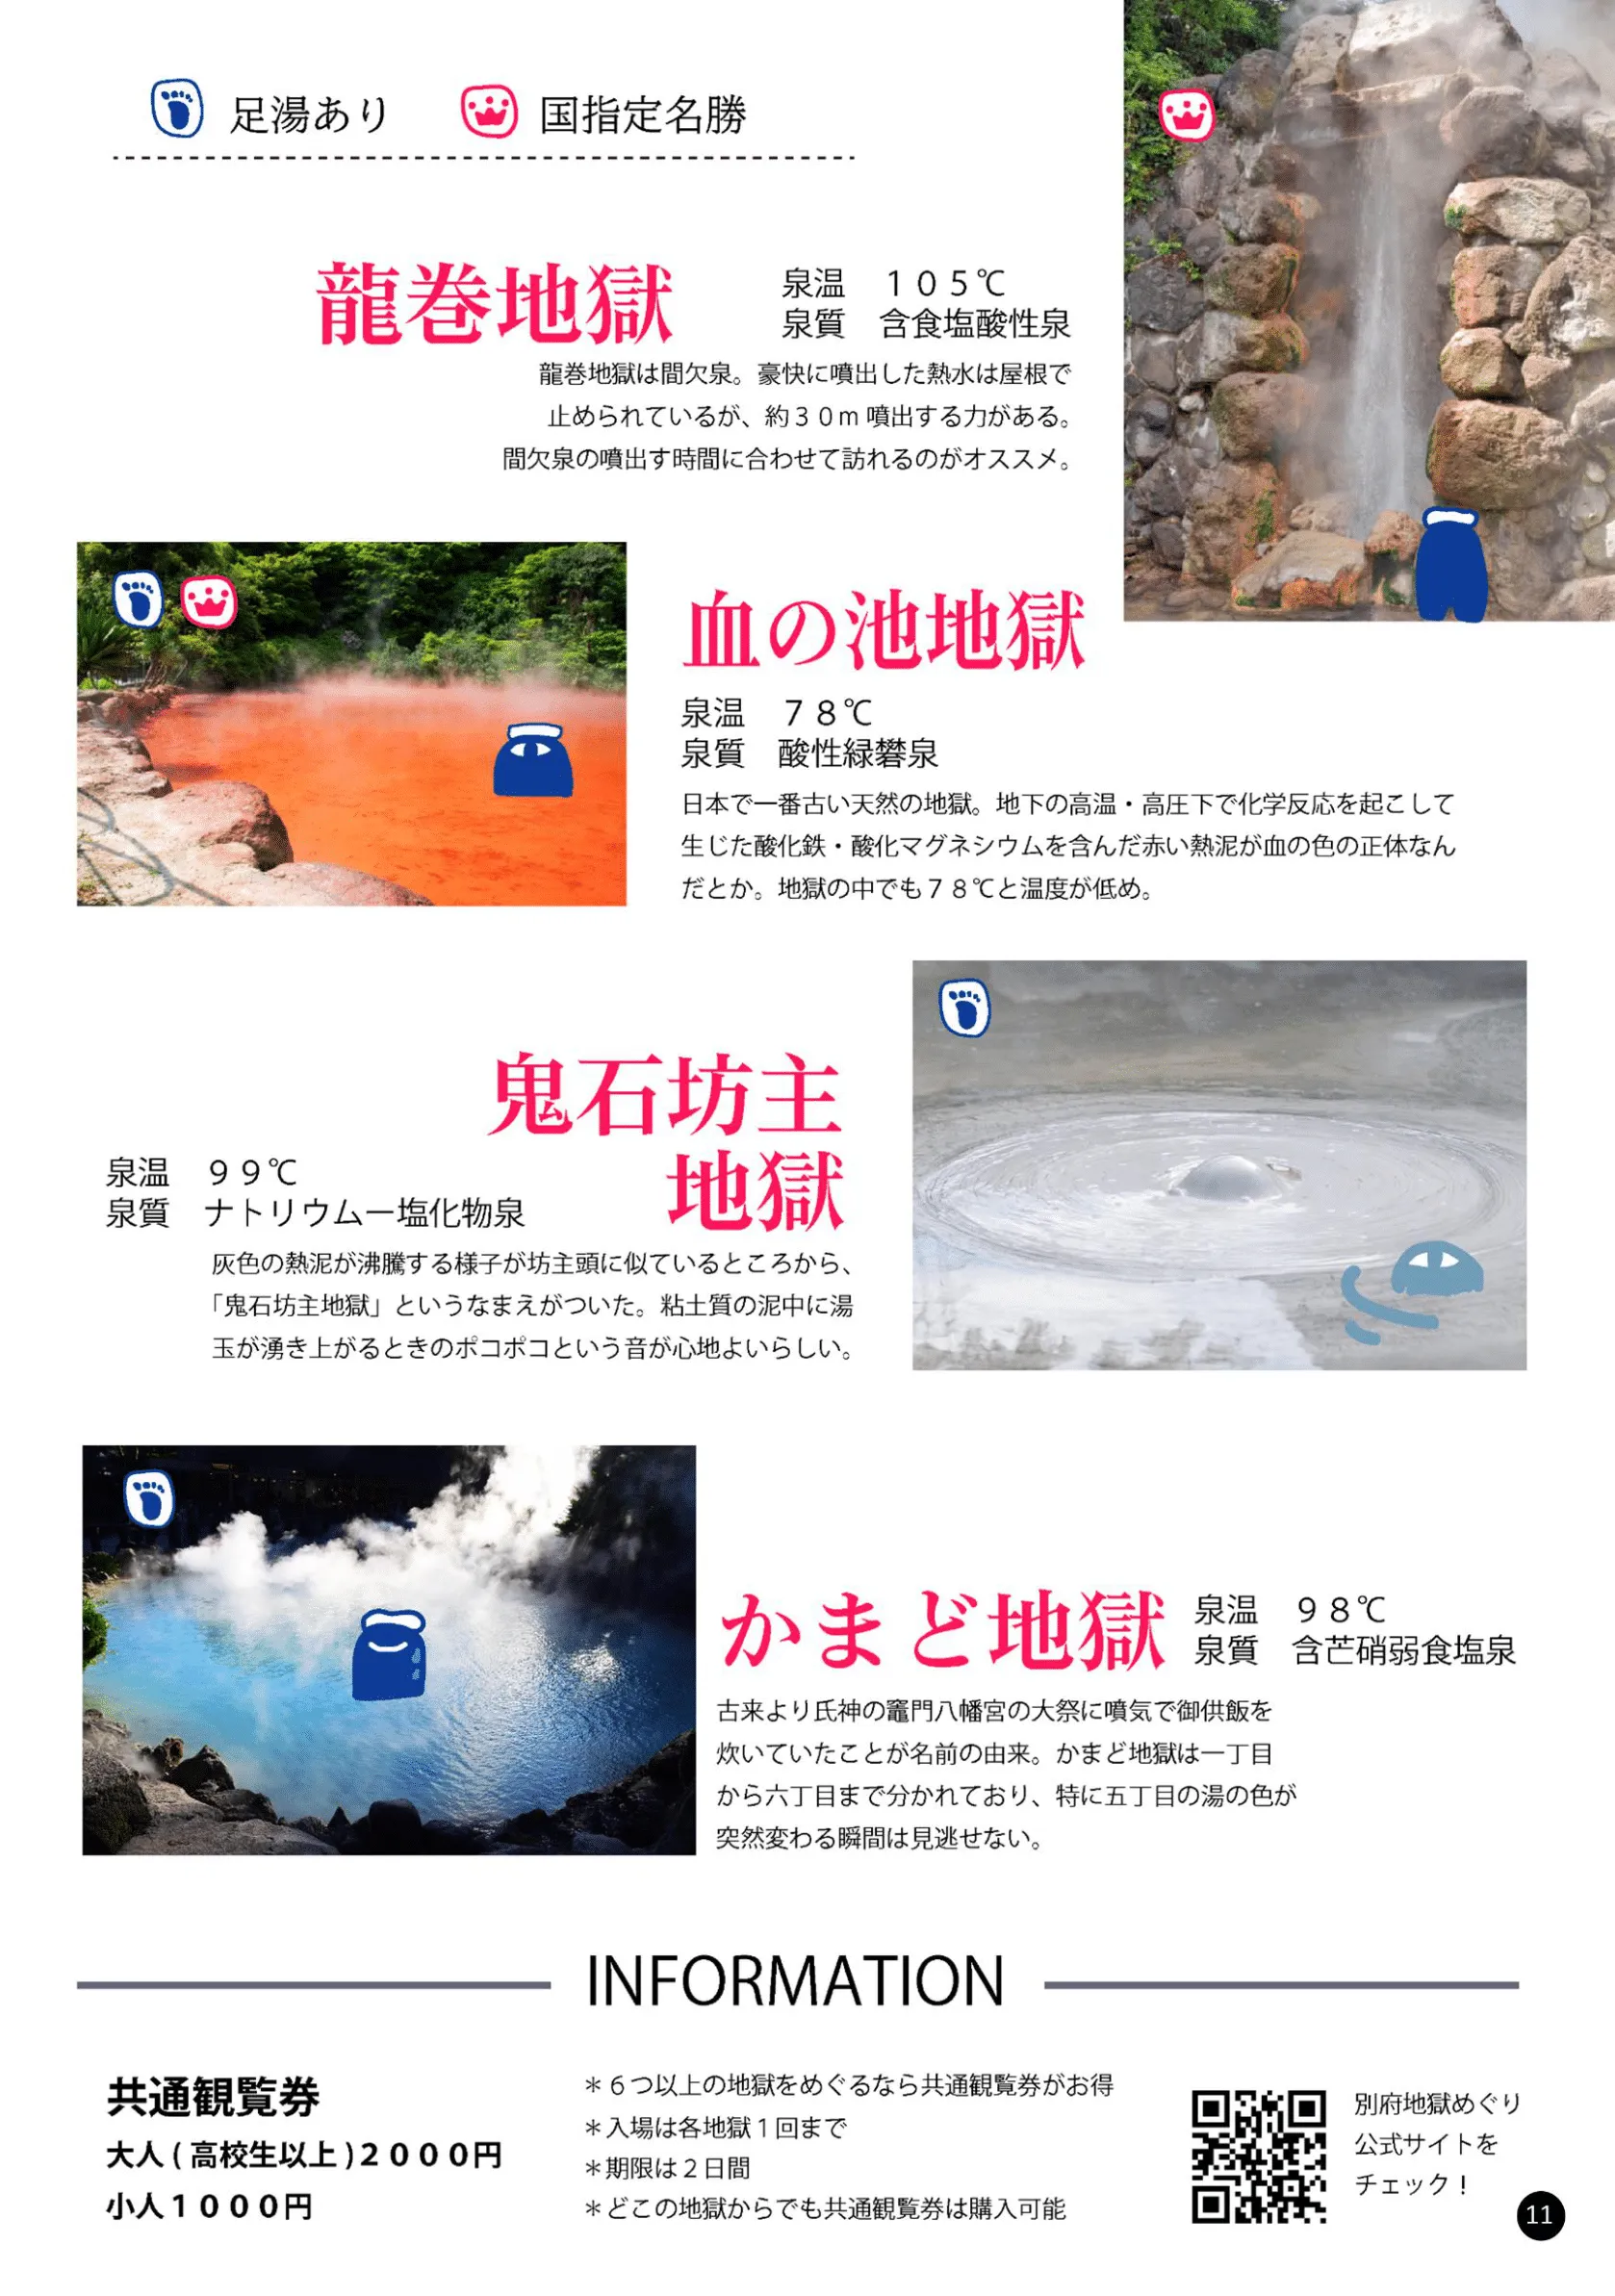 足湯あり　国指定名勝
龍巻地獄
泉温　１０５℃
泉質　含食塩酸性泉
龍巻地獄は間欠泉。豪快に噴出した熱水は屋根で
止められているが、約３０ｍ噴出する力がある。
間欠泉の噴出す時間に合わせて訪れるのがオススメ。
血の池地獄
泉温　７８℃
泉質　酸性緑礬泉
日本で一番古い天然の地獄。地下の高温・高圧下で化学反応を起こして
生じた酸化鉄・酸化マグネシウムを含んだ赤い熱泥が血の色の正体なん
だとか。地獄の中でも７８℃と温度が低め。
鬼石坊主
地獄
泉温　９９℃
泉質　ナトリウムー塩化物泉
灰色の熱泥が沸騰する様子が坊主頭に似ているところから、
「鬼石坊主地獄」というなまえがついた。粘土質の泥中に湯
玉が湧き上がるときのポコポコという音が心地よいらしい。
かまど地獄
泉温　９８℃
泉質　含芒硝弱食塩泉
古来より氏神の竈門八幡宮の大祭に噴気で御供飯を
炊いていたことが名前の由来。かまど地獄は一丁目
から六丁目まで分かれており、特に五丁目の湯の色が
突然変わる瞬間は見逃せない。
INFORMATION
共通観覧券
大人(高校生以上)２０００円
小人１０００円
＊６つ以上の地獄をめぐるなら共通観覧券がお得
＊入場は各地獄１回まで
＊期限は２日間
＊どこの地獄からでも共通観覧券は購入可能
別府地獄めぐり
公式サイトを
チェック！
11